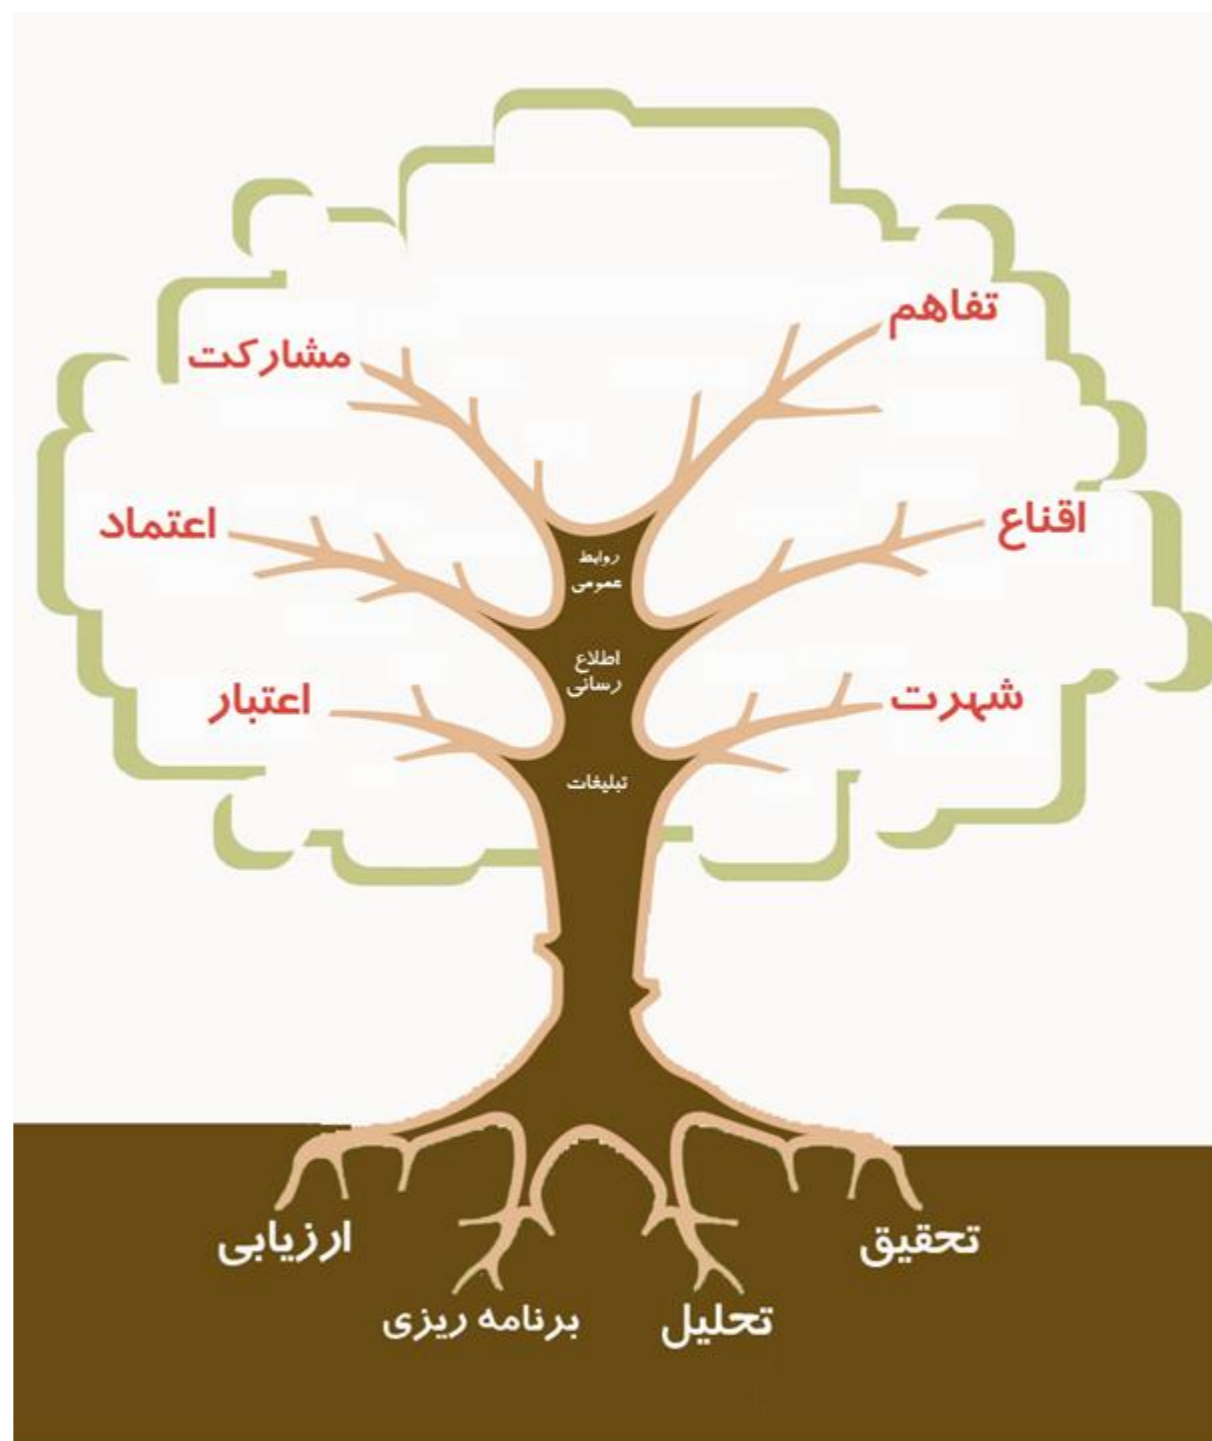 تفاهم
مشارکت
اقناع
اعتماد
روابط
عمومی
اطلاع
رسانی
شهرت
اعتبار
تبلیغات
تحقیق
ارزیابی
تحلیل
برنامه ریزی